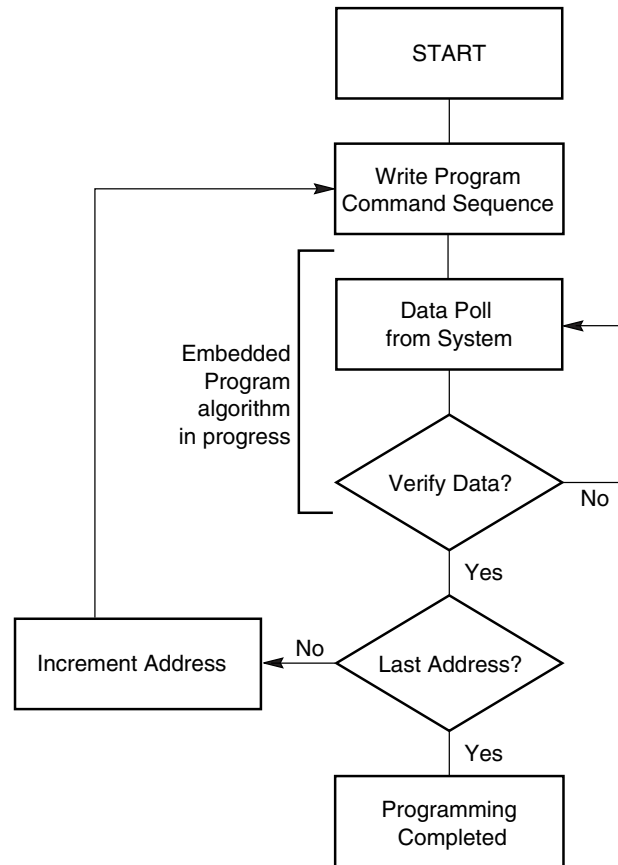 START
Write Program
Command Sequence
Data Poll
from System
Embedded
Program
algorithm
in progress
Verify Data?
No
Yes
No
Increment Address
Last Address?
Yes
Programming
Completed